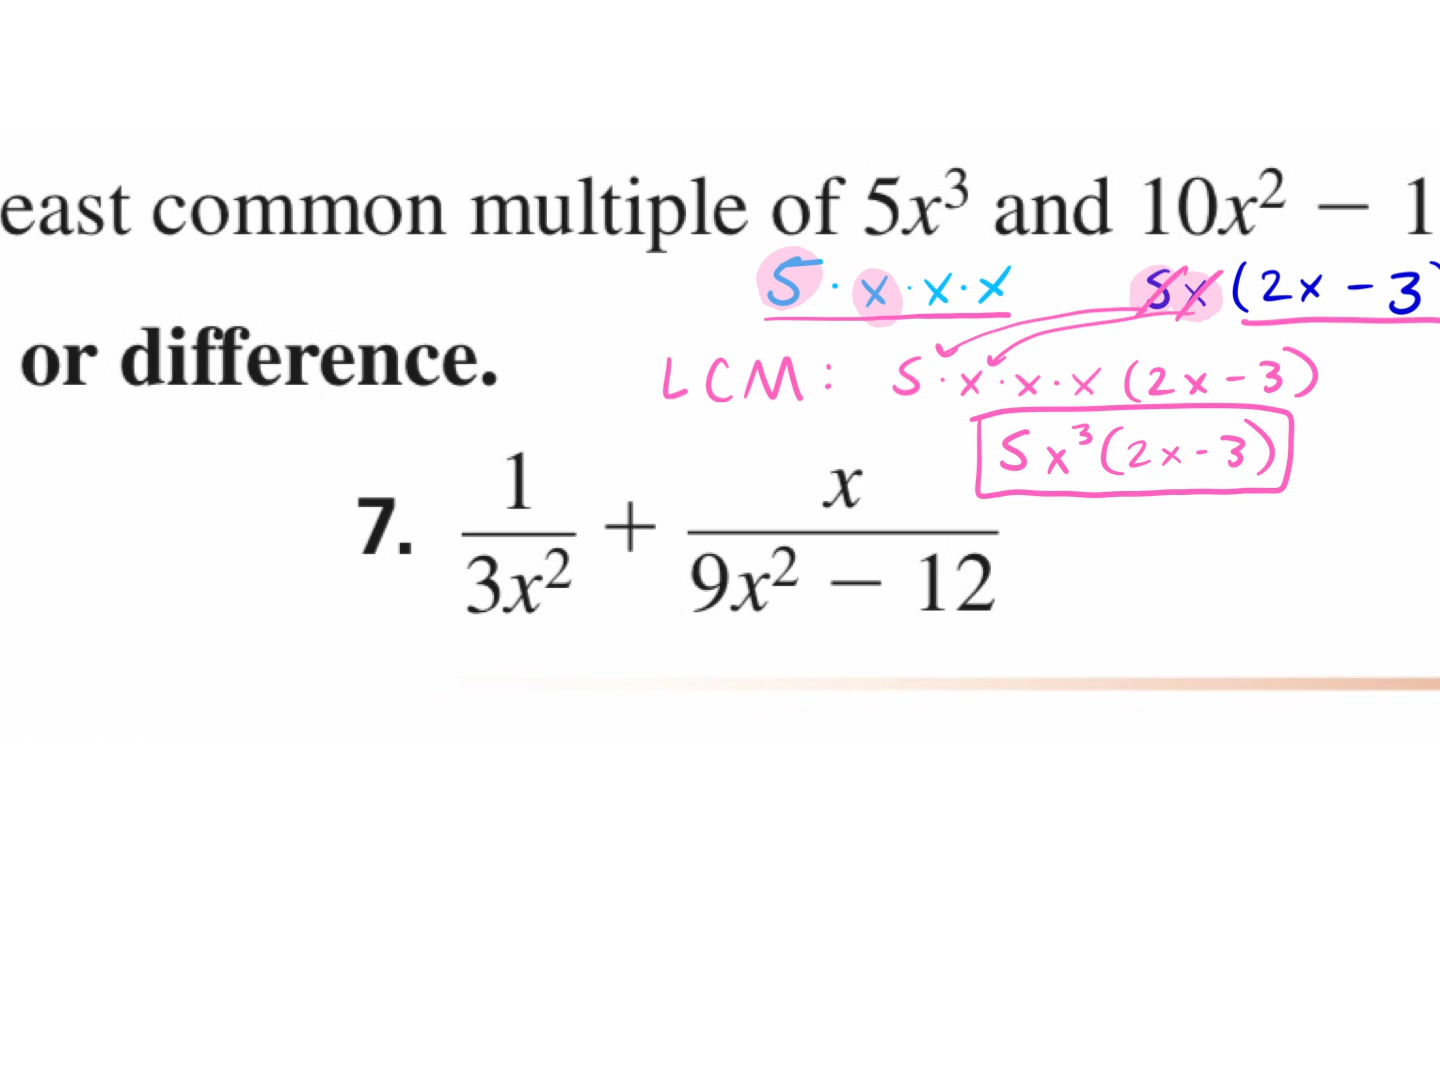 east common multiple of 5x³ and 10x² − 1
5 · x · x · x 5x (2x - 3)
or difference.
LCM: 5 · x · x · x (2x - 3)
5x³(2x - 3)
7. 1/3x² + x/9x² − 12